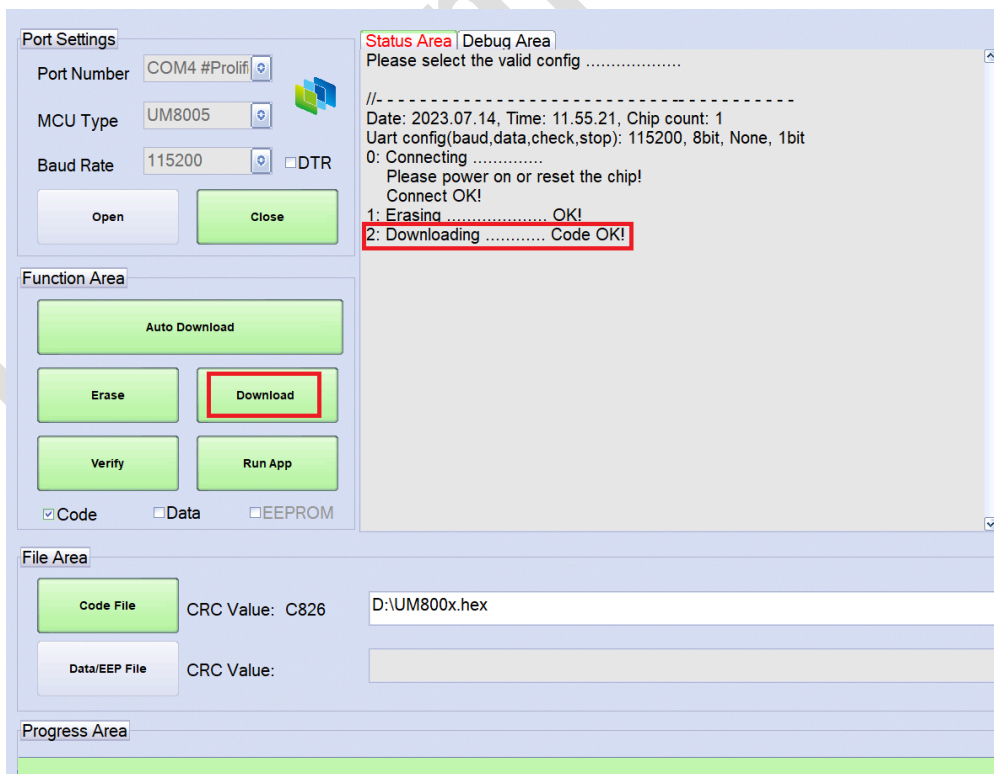 Port Settings
Port Number COM4 #Prolifi
MCU Type UM8005
Baud Rate 115200 DTR
Open Close
Function Area
Auto Download
Erase Download
Verify Run App
Code Data EEPROM
Status Area Debug Area
Please select the valid config ...................
//- - - - - - - - - - - - - - - - - - - - - - - - - - - - -- - - - - - - - - - -
Date: 2023.07.14, Time: 11.55.21, Chip count: 1
Uart config(baud,data,check,stop): 115200, 8bit, None, 1bit
0: Connecting ..............
Please power on or reset the chip!
Connect OK!
1: Erasing .................... OK!
2: Downloading ............ Code OK!
File Area
Code File CRC Value: C826 D:\UM800x.hex
Data/EEP File CRC Value:
Progress Area